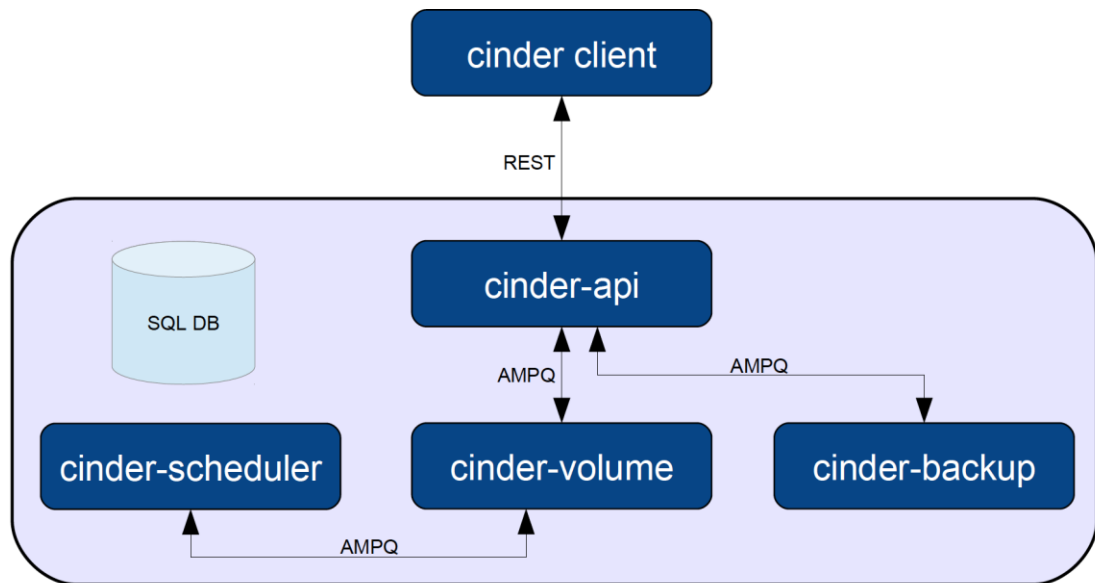 cinder client
REST
cinder-api
SQL DB
AMPQ
AMPQ
cinder-scheduler
cinder-volume
cinder-backup
AMPQ